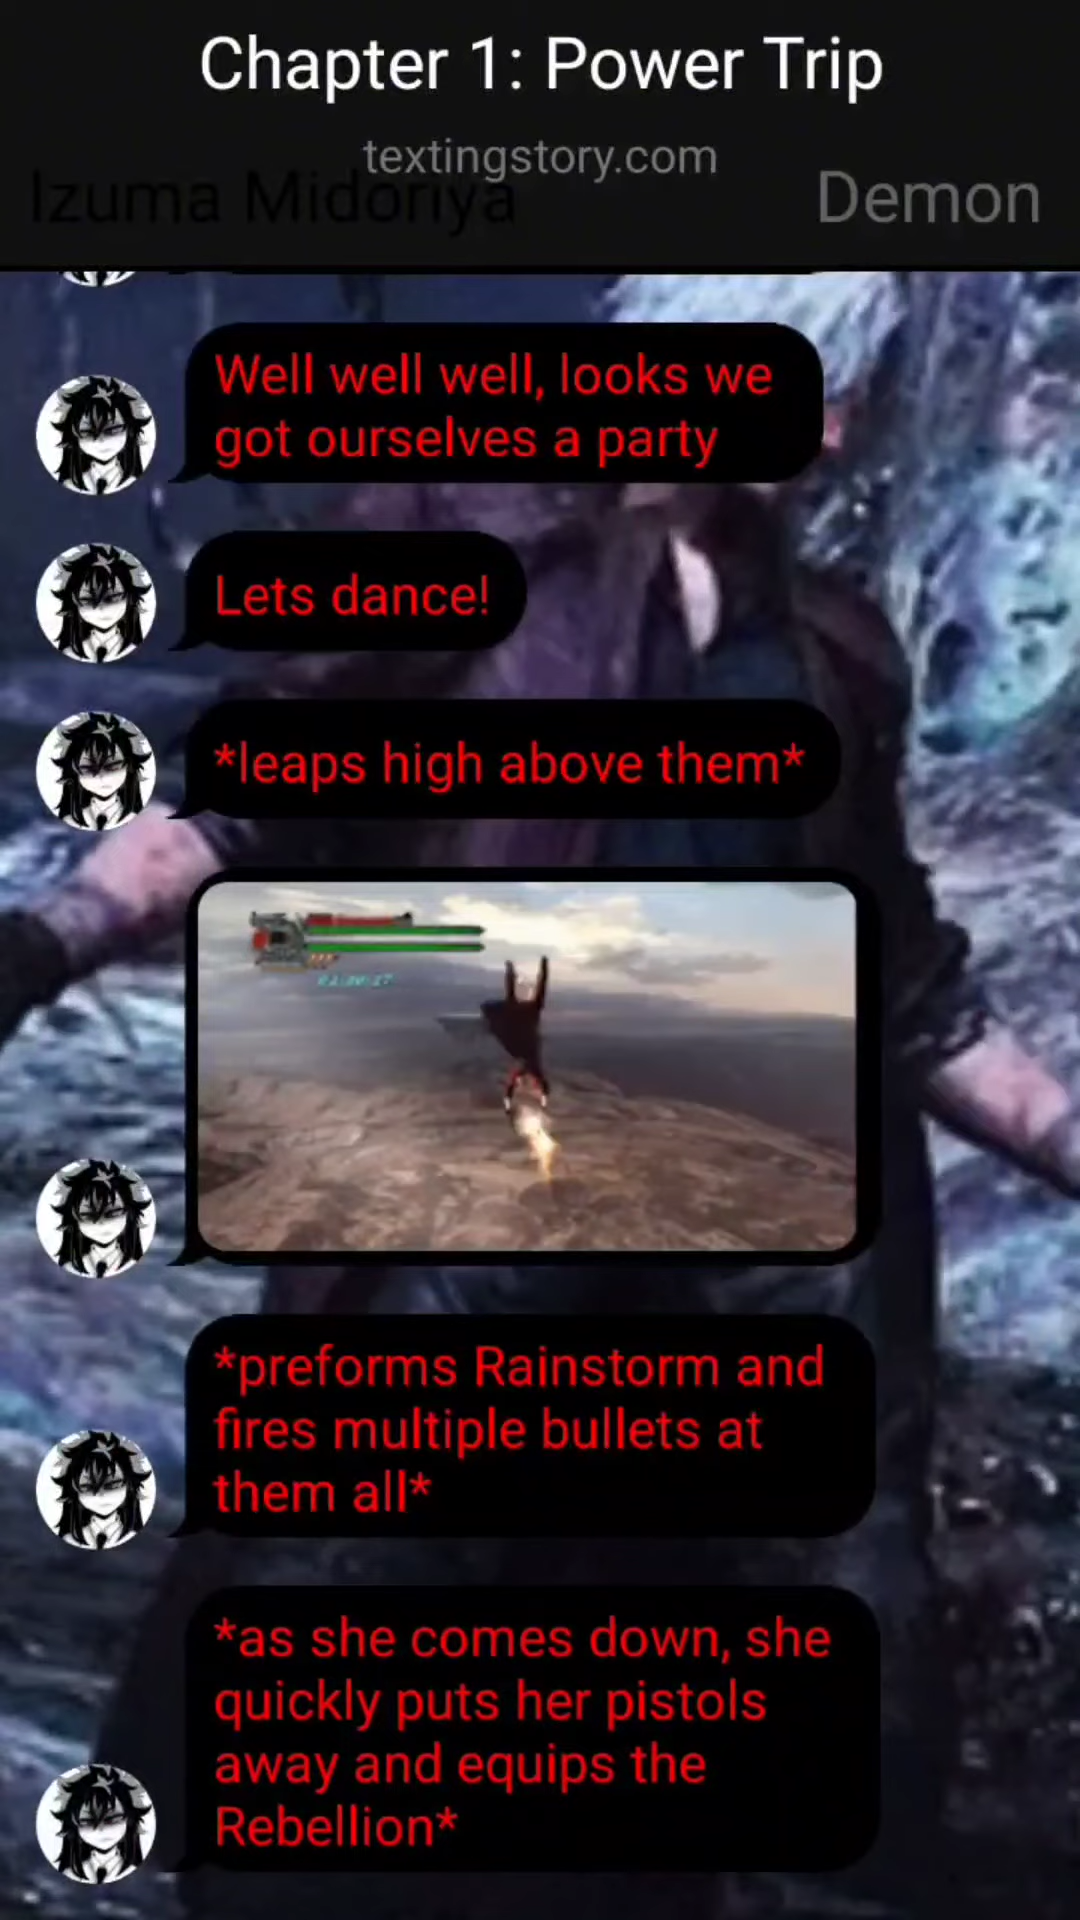 Chapter 1: Power Trip
textingstory.com
Izuma Midoriya
Demon
Well well well, looks we
got ourselves a party
Lets dance!
*leaps high above them*
*preforms Rainstorm and
fires multiple bullets at
them all*
*as she comes down, she
quickly puts her pistols
away and equips the
Rebellion*